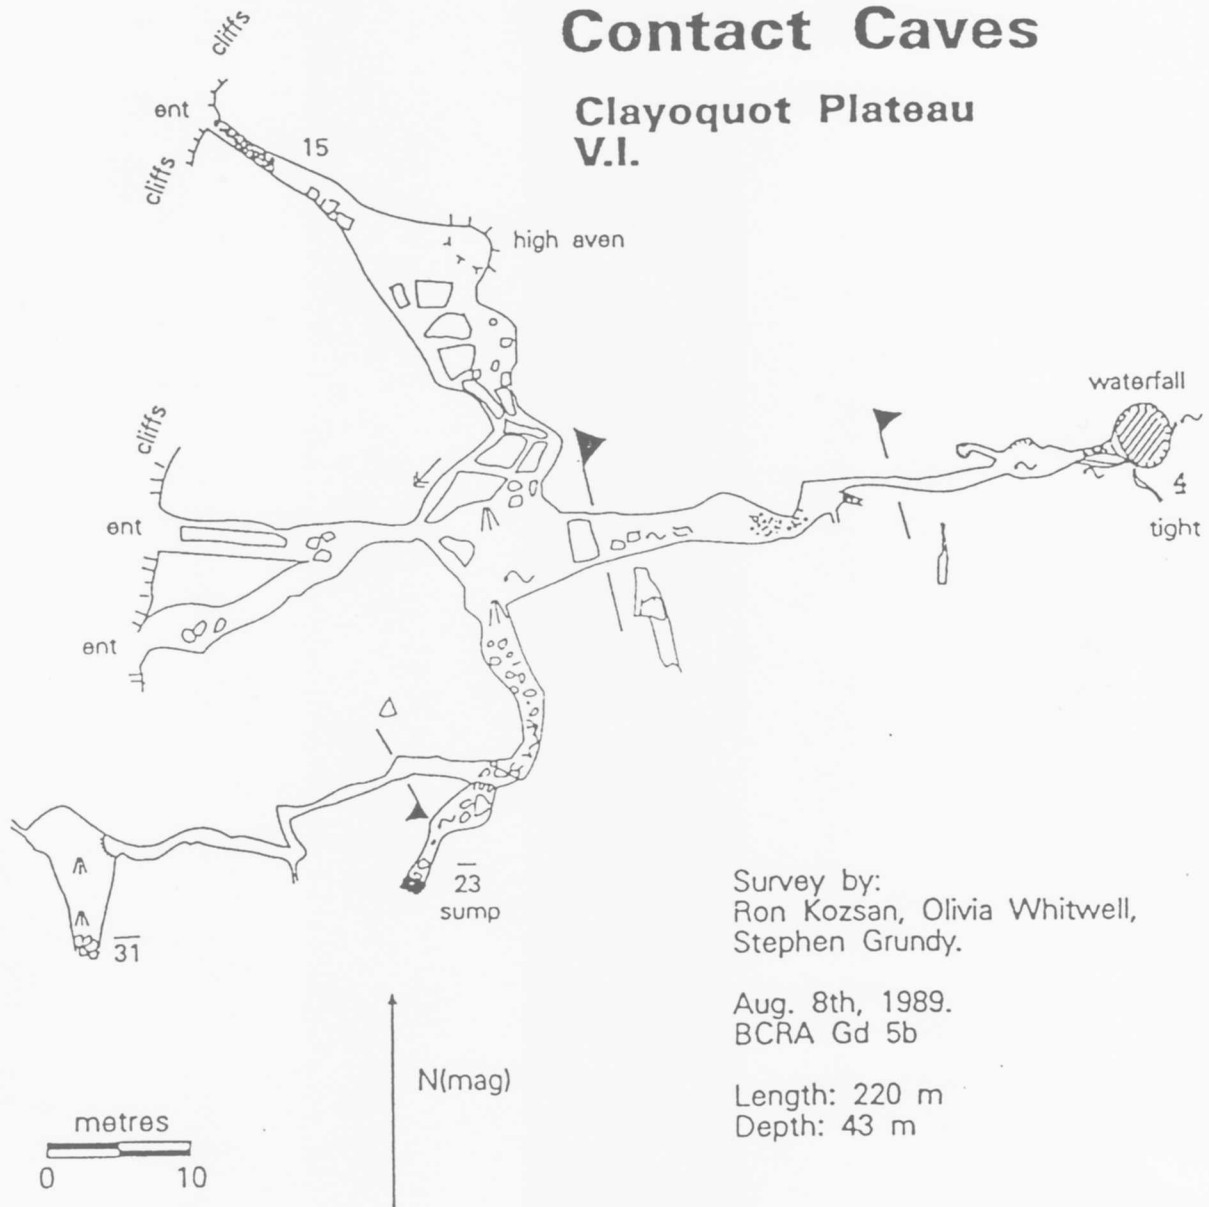 Contact Caves
Clayoquot Plateau
V.I.
cliffs
ent
15
cliffs
high aven
waterfall
cliffs
4
ent
tight
ent
23
sump
31
Survey by:
Ron Kozsan, Olivia Whitwell,
Stephen Grundy.
Aug. 8th, 1989.
BCRA Gd 5b
N(mag)
Length: 220 m
Depth: 43 m
metres
0 10